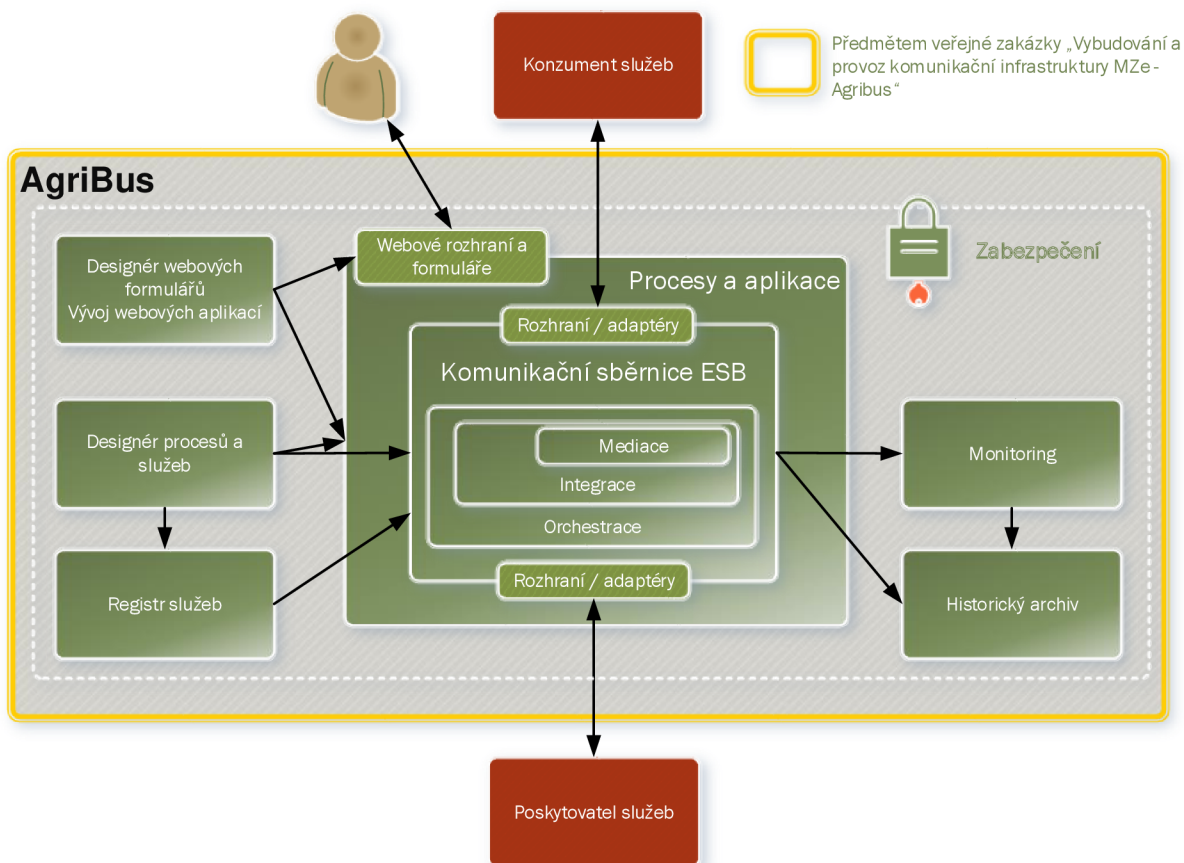 Konzument služeb
Předmětem veřejné zakázky „Vybudování a
provoz komunikační infrastruktury MZe -
Agribus“
AgriBus
Zabezpečení
Webové rozhraní a
formuláře
Designér webových
formulářů
Vývoj webových aplikací
Procesy a aplikace
Rozhraní / adaptéry
Komunikační sběrnice ESB
Designér procesů a
služeb
Mediace
Integrace
Orchestrace
Monitoring
Rozhraní / adaptéry
Registr služeb
Historický archiv
Poskytovatel služeb